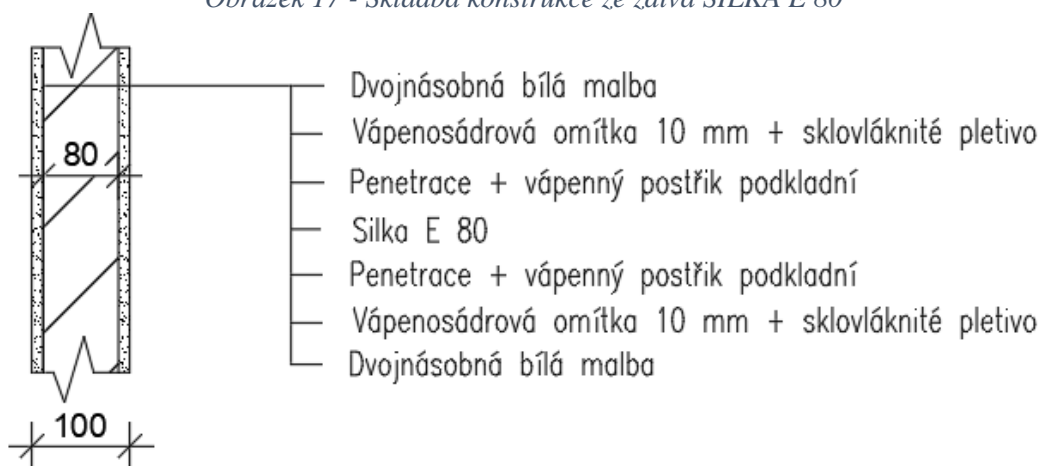 Obrázek 17 - Skladba konstrukce ze zdiva SILKA E 80
Dvojnásobná bílá malba
Vápenosádrová omítka 10 mm + sklovláknité pletivo
80
Penetrace + vápenný postřik podkladní
Silka E 80
Penetrace + vápenný postřik podkladní
Vápenosádrová omítka 10 mm + sklovláknité pletivo
Dvojnásobná bílá malba
100